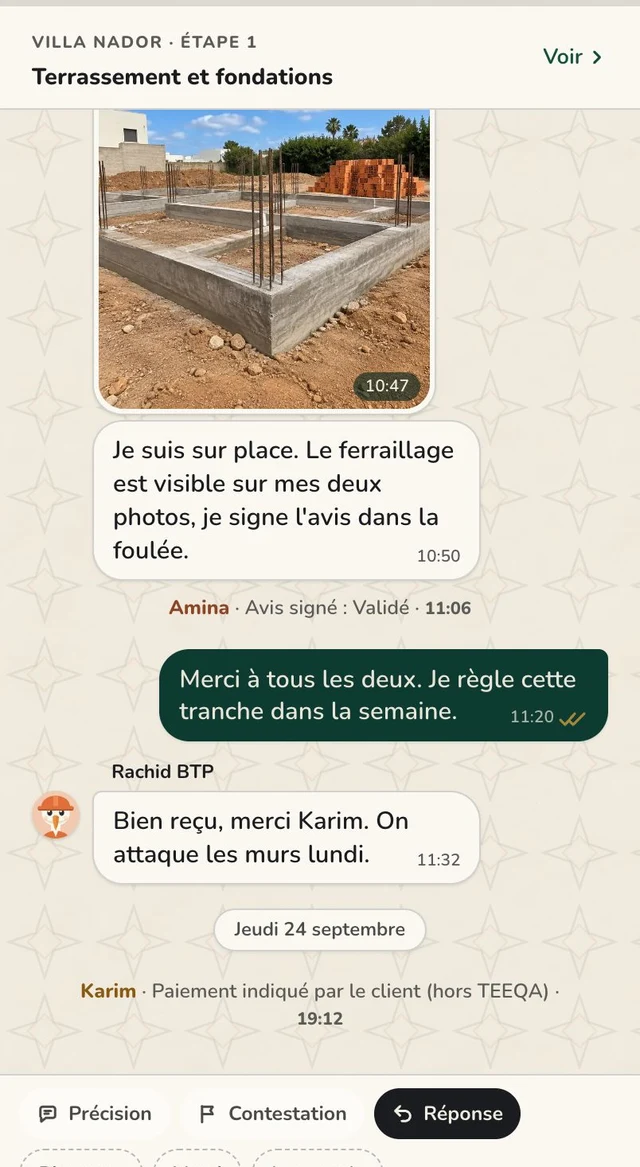 VILLA NADOR · ÉTAPE 1
Terrassement et fondations
Voir
10:47
Je suis sur place. Le ferraillage
est visible sur mes deux
photos, je signe l'avis dans la
foulée.
10:50
Amina · Avis signé : Validé · 11:06
Merci à tous les deux. Je règle cette
tranche dans la semaine.
11:20
Rachid BTP
Bien reçu, merci Karim. On
attaque les murs lundi.
11:32
Jeudi 24 septembre
Karim · Paiement indiqué par le client (hors TEEQA) ·
19:12
Précision
Contestation
Réponse